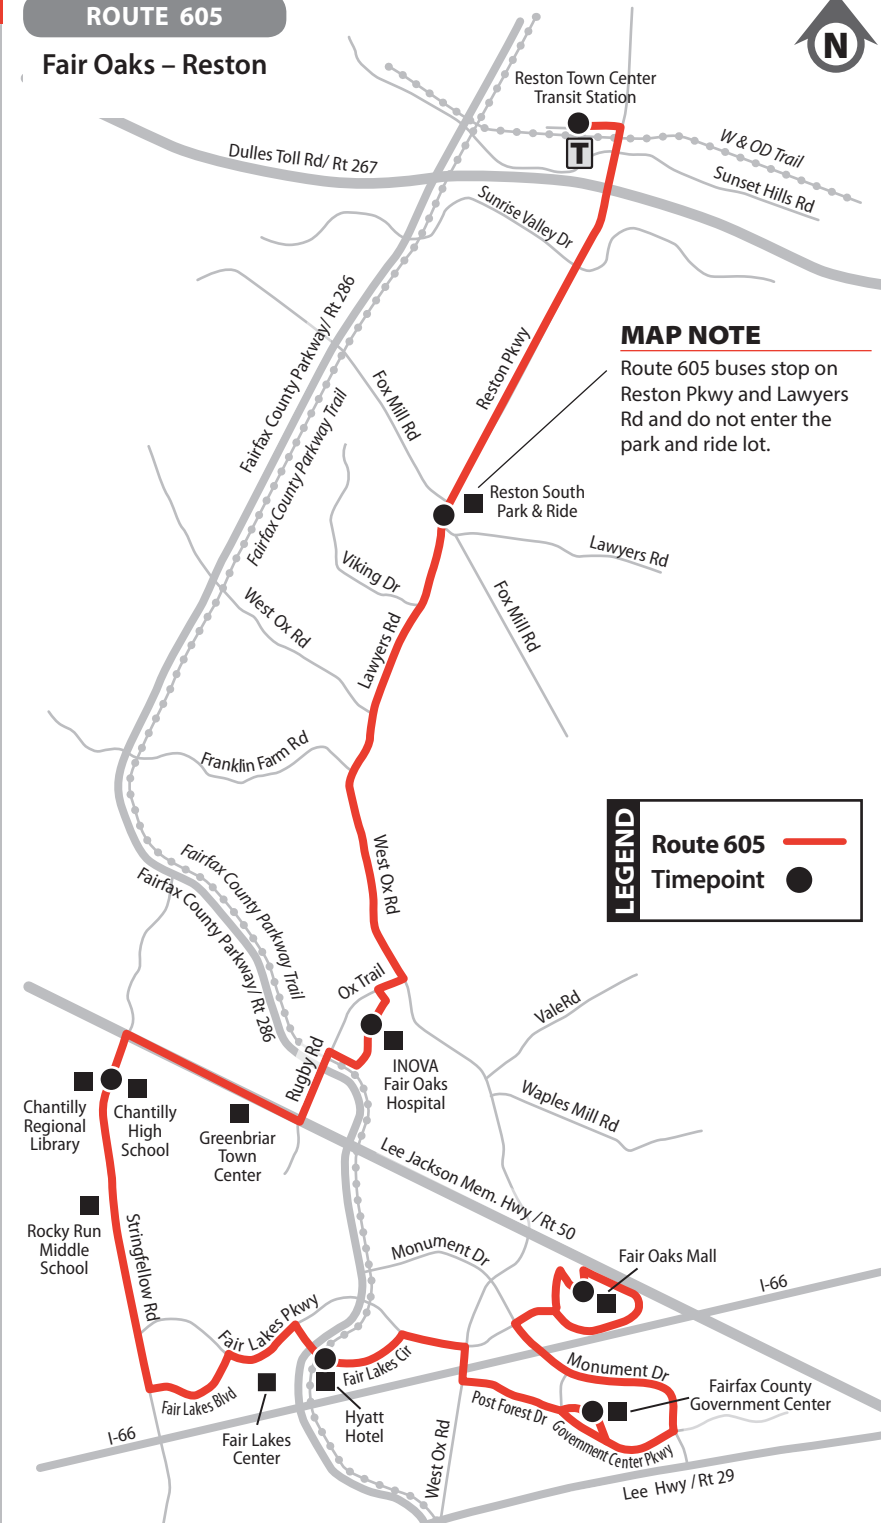 ROUTE 605
Fair Oaks – Reston
N
Reston Town Center
Transit Station
T
W & OD Trail
Dulles Toll Rd/ Rt 267
Sunset Hills Rd
Sunrise Valley Dr
Fairfax County Parkway/ Rt 286
Reston Pkwy
MAP NOTE
Route 605 buses stop on
Reston Pkwy and Lawyers
Rd and do not enter the
park and ride lot.
Fox Mill Rd
Fairfax County Parkway Trail
Reston South
Park & Ride
Lawyers Rd
Viking Dr
Fox Mill Rd
West Ox Rd
Lawyers Rd
Franklin Farm Rd
LEGEND
Route 605
Timepoint
West Ox Rd
Fairfax County Parkway Trail
Fairfax County Parkway/ Rt 286
Ox Trail
ValeRd
Rugby Rd
INOVA
Fair Oaks
Hospital
Chantilly
Regional
Library
Chantilly
High
School
Greenbriar
Town
Center
Waples Mill Rd
Lee Jackson Mem. Hwy / Rt 50
Rocky Run
Middle
School
Stringfellow Rd
Monument Dr
Fair Oaks Mall
I-66
Fair Lakes Pkwy
Fair Lakes Cir
Monument Dr
Fair Lakes Blvd
Fairfax County
Government Center
Post Forest Dr
Government Center Pkwy
Hyatt
Hotel
Fair Lakes
Center
I-66
West Ox Rd
Lee Hwy / Rt 29